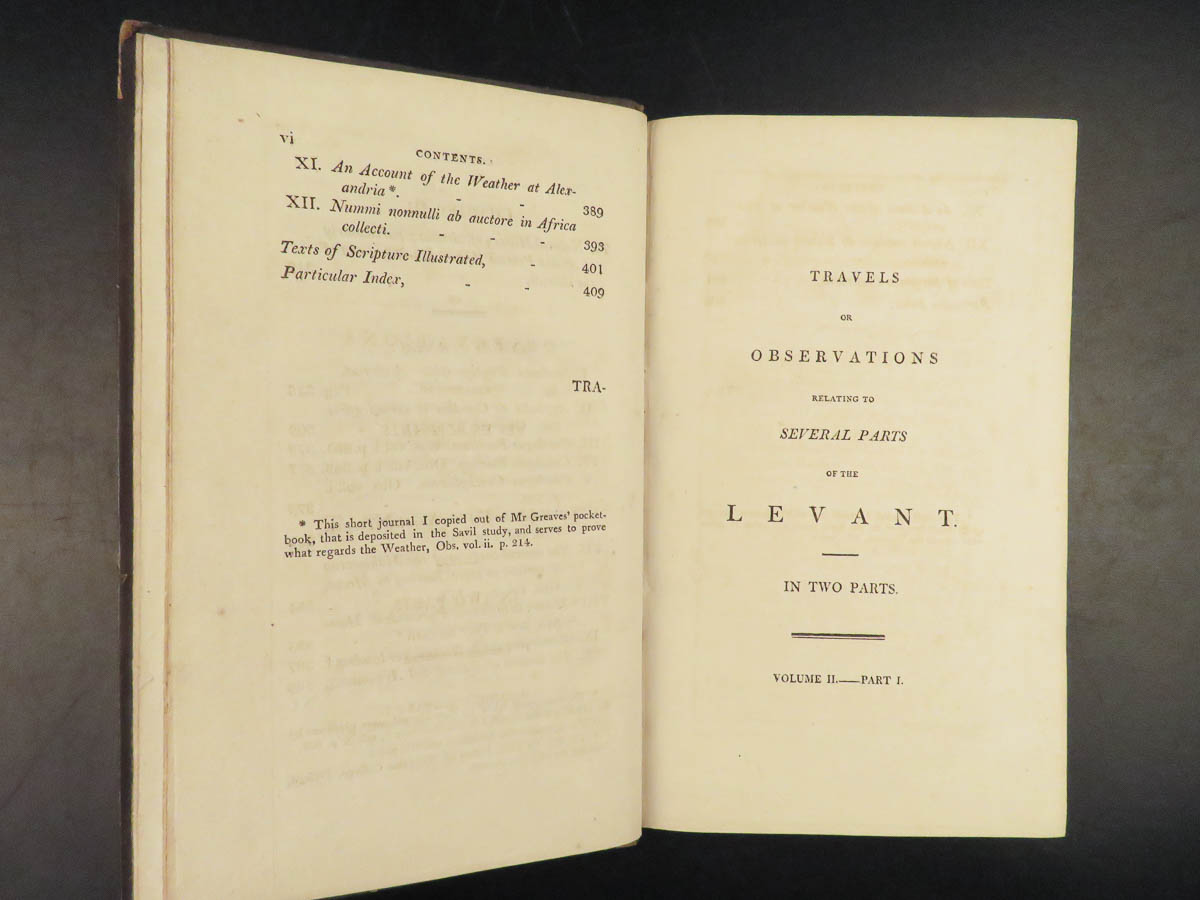 vi
CONTENTS.
XI. An Account of the Weather at Alex-
andria *. - - 389
XII. Nummi nonnulli ab auctore in Africa
collecti. - - - 393
Texts of Scripture Illustrated, - 401
Particular Index, - - 409
TRA-
* This short journal I copied out of Mr Greaves' pocket-
book, that is deposited in the Savil study, and serves to prove
what regards the Weather, Obs. vol. ii. p. 214.
TRAVELS
OR
OBSERVATIONS
RELATING TO
SEVERAL PARTS
OF THE
LEVANT.
IN TWO PARTS.
VOLUME II.——PART I.